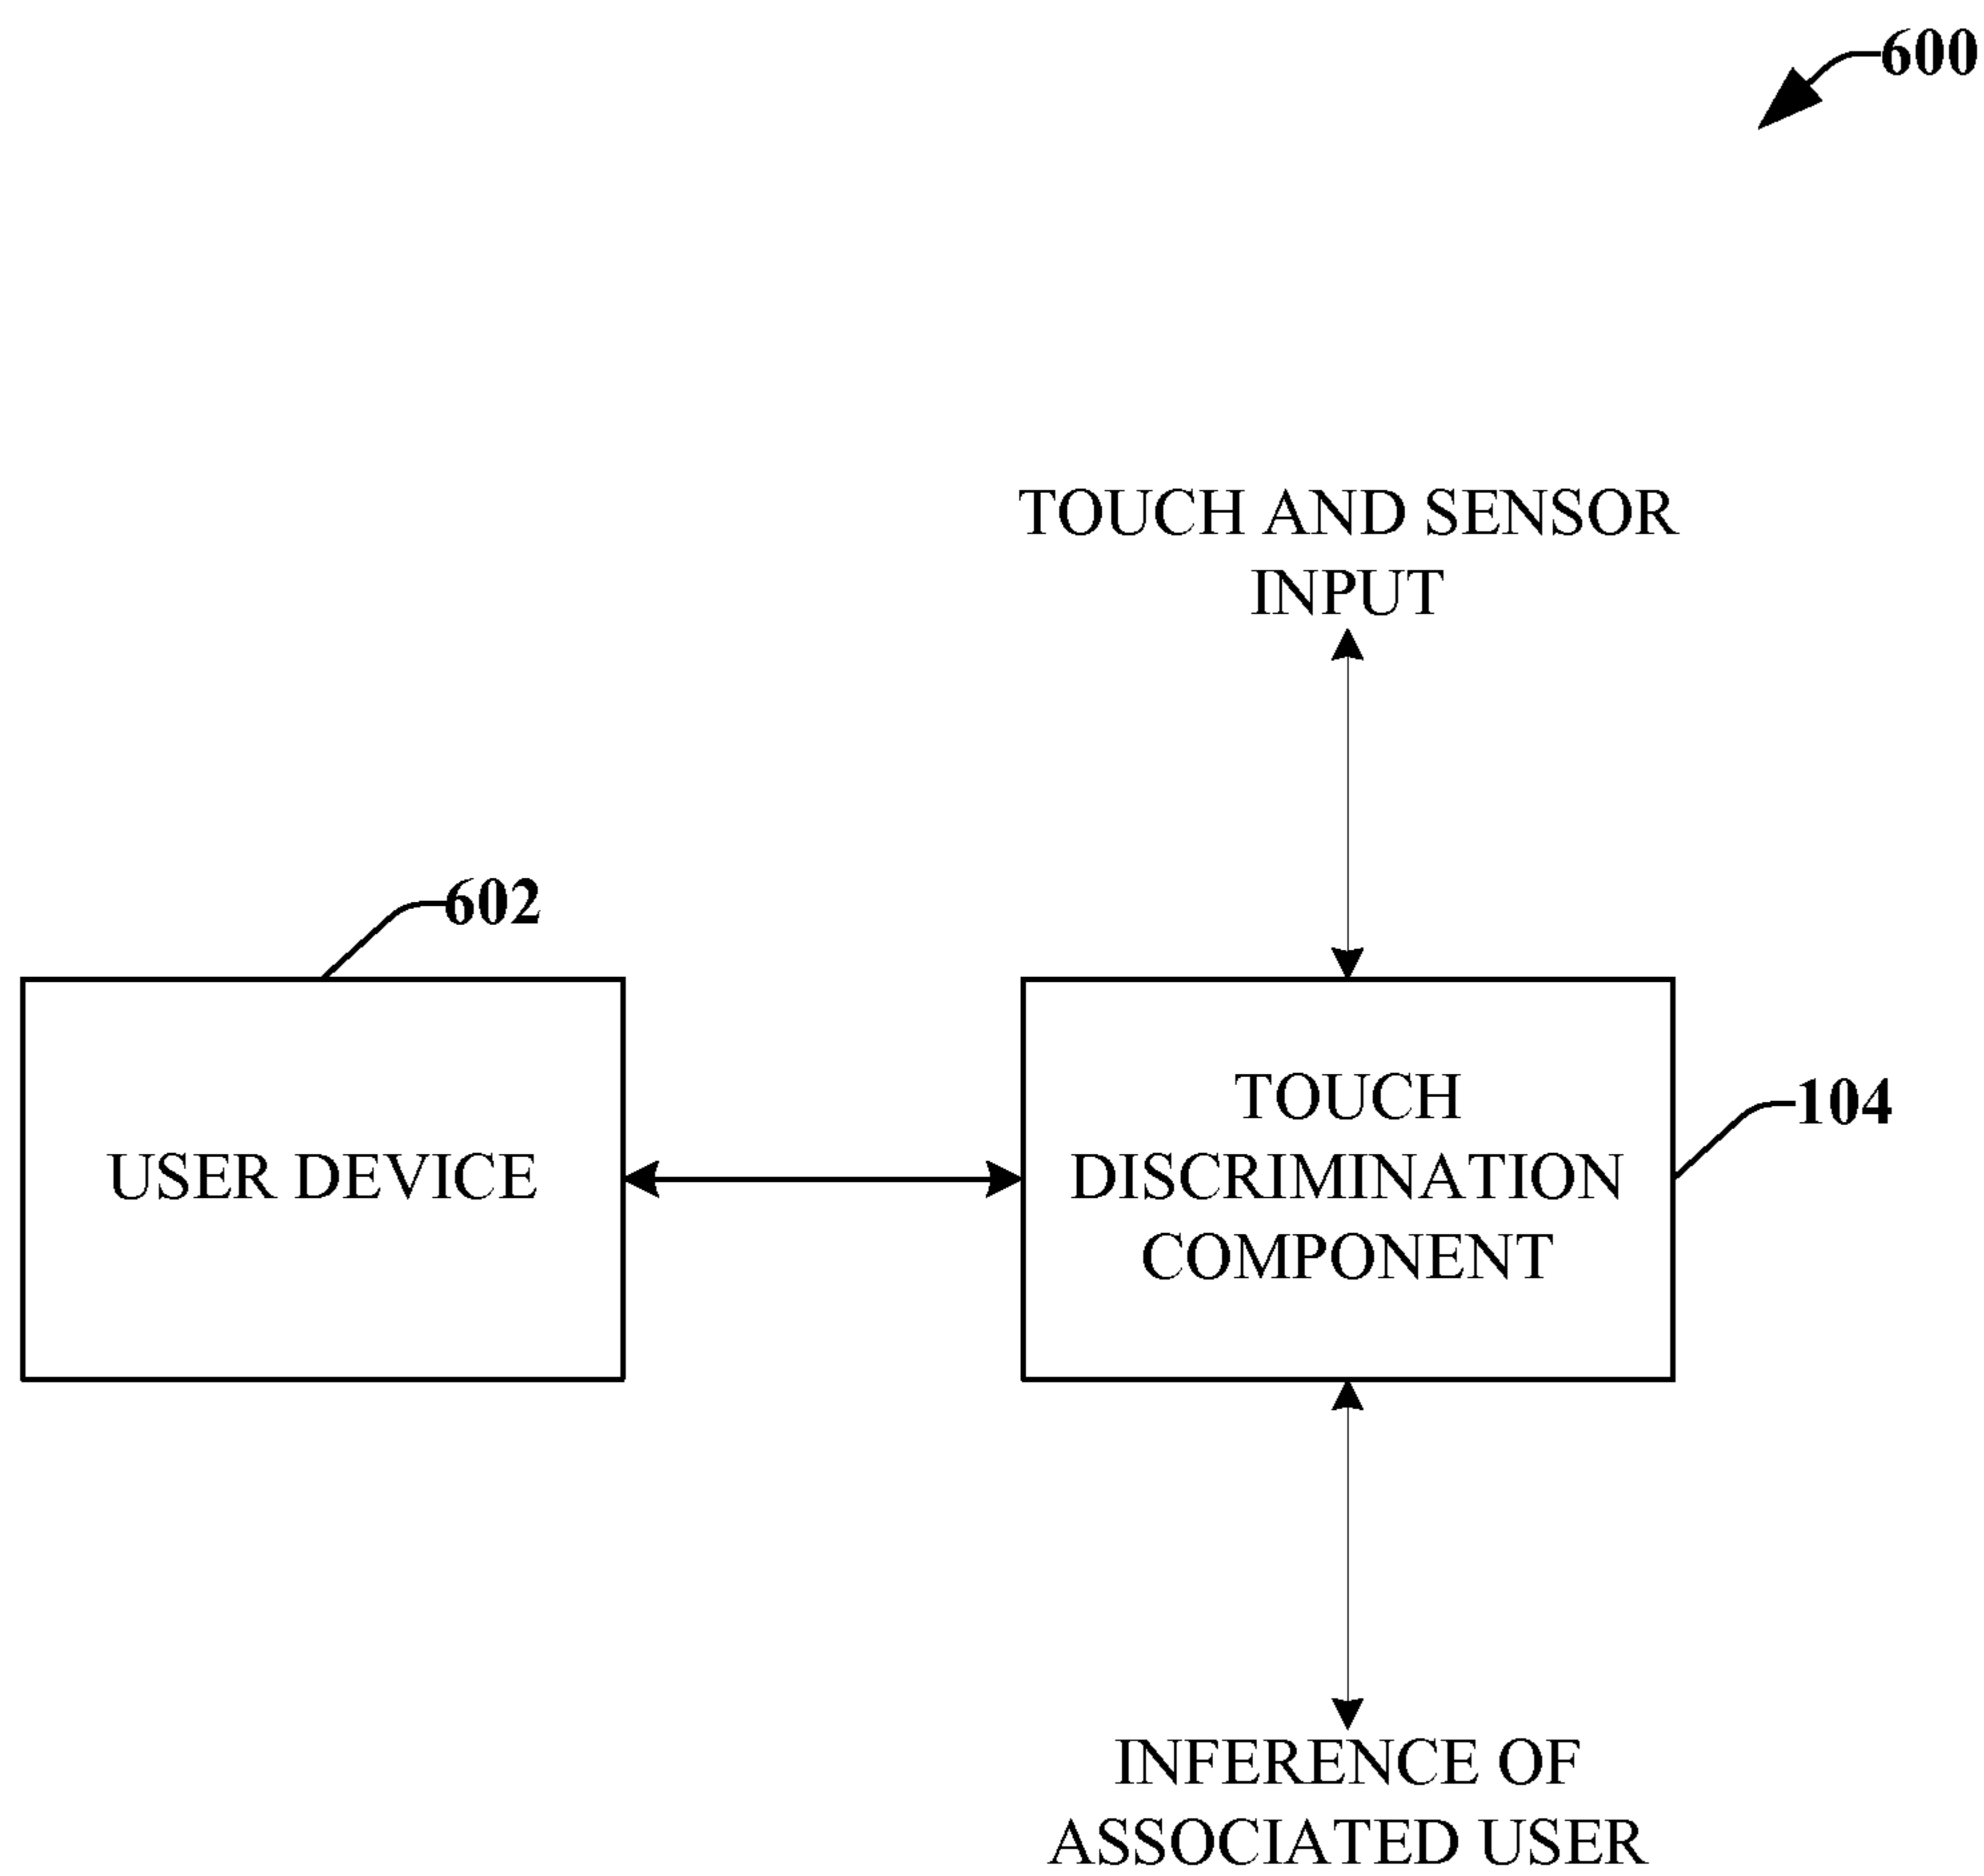 600
TOUCH AND SENSOR
INPUT
602
USER DEVICE
TOUCH
DISCRIMINATION
COMPONENT
104
INFERENCE OF
ASSOCIATED USER